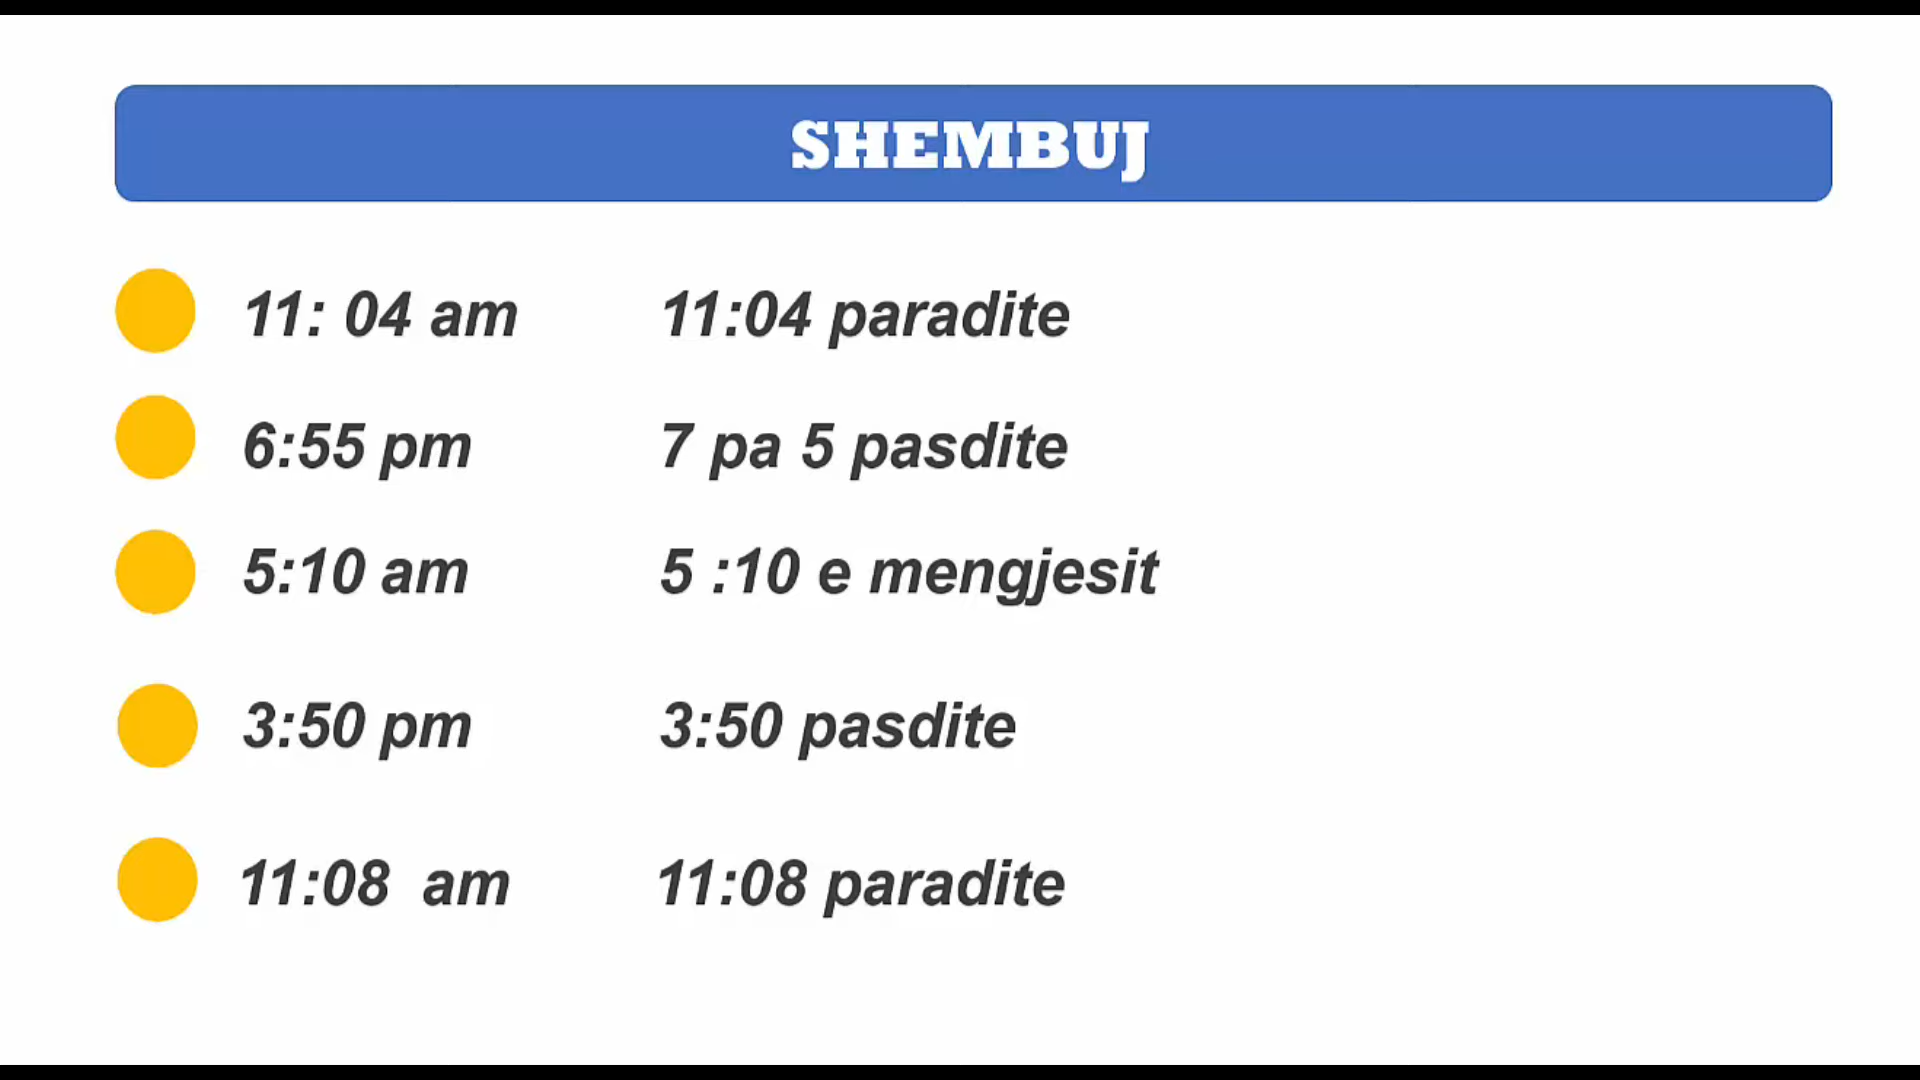 SHEMBUJ
11: 04 am 11:04 paradite
6:55 pm 7 pa 5 pasdite
5:10 am 5 :10 e mengjesit
3:50 pm 3:50 pasdite
11:08 am 11:08 paradite